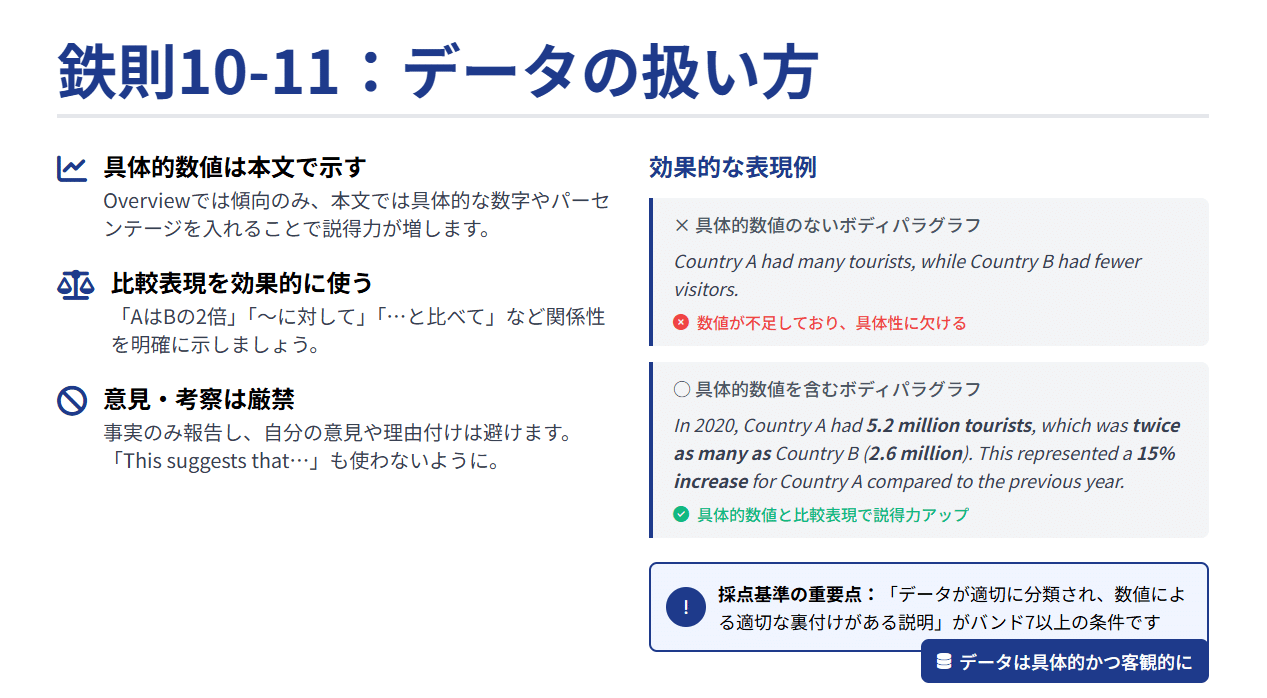 鉄則10-11：データの扱い方
具体的数値は本文で示す
Overviewでは傾向のみ、本文では具体的な数字やパーセ
ンテージを入れることで説得力が増します。
比較表現を効果的に使う
「AはBの2倍」「〜に対して」「…と比べて」など関係性
を明確に示しましょう。
意見・考察は厳禁
事実のみ報告し、自分の意見や理由付けは避けます。
「This suggests that…」も使わないように。
効果的な表現例
× 具体的数値のないボディパラグラフ
Country A had many tourists, while Country B had fewer
visitors.
数値が不足しており、具体性に欠ける
〇 具体的数値を含むボディパラグラフ
In 2020, Country A had 5.2 million tourists, which was twice
as many as Country B (2.6 million). This represented a 15%
increase for Country A compared to the previous year.
具体的数値と比較表現で説得力アップ
採点基準の重要点：「データが適切に分類され、数値によ
る適切な裏付けがある説明」がバンド7以上の条件です
データは具体的かつ客観的に